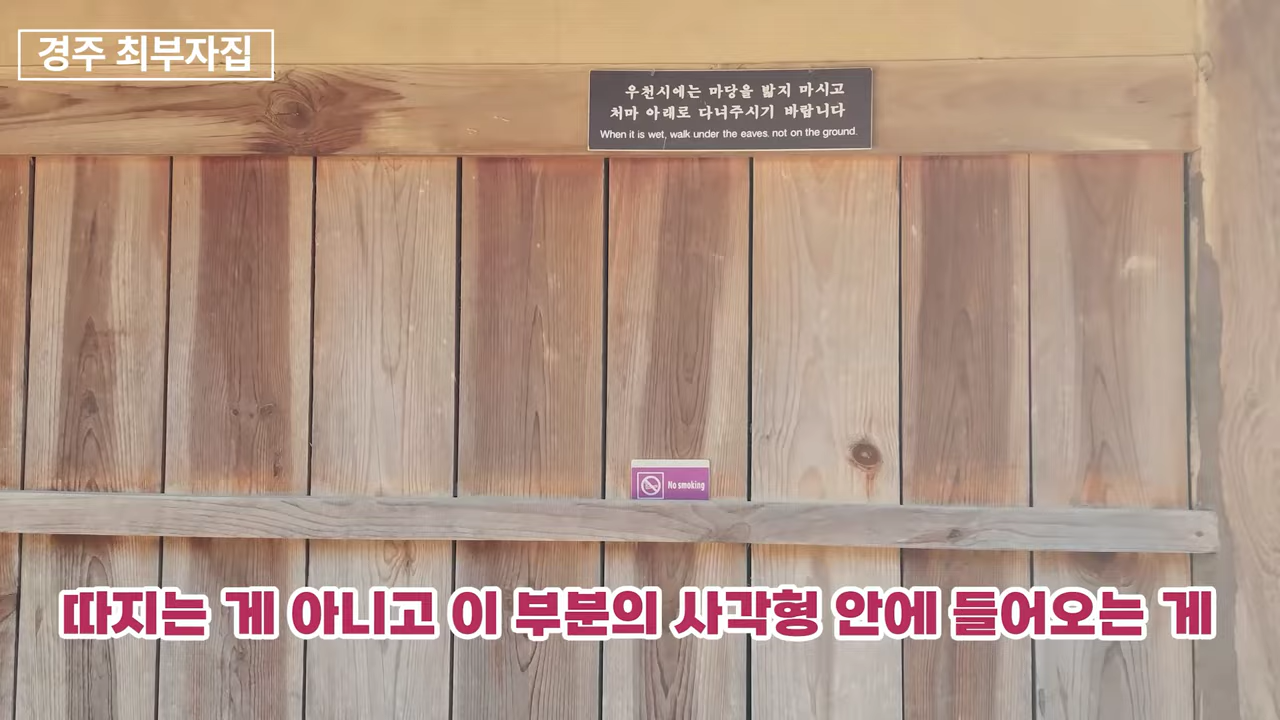 경주 최부자집
우천시에는 마당을 밟지 마시고
처마 아래로 다녀주시기 바랍니다
When it is wet, walk under the eaves. not on the ground.
No smoking
따지는 게 아니고 이 부분의 사각형 안에 들어오는 게